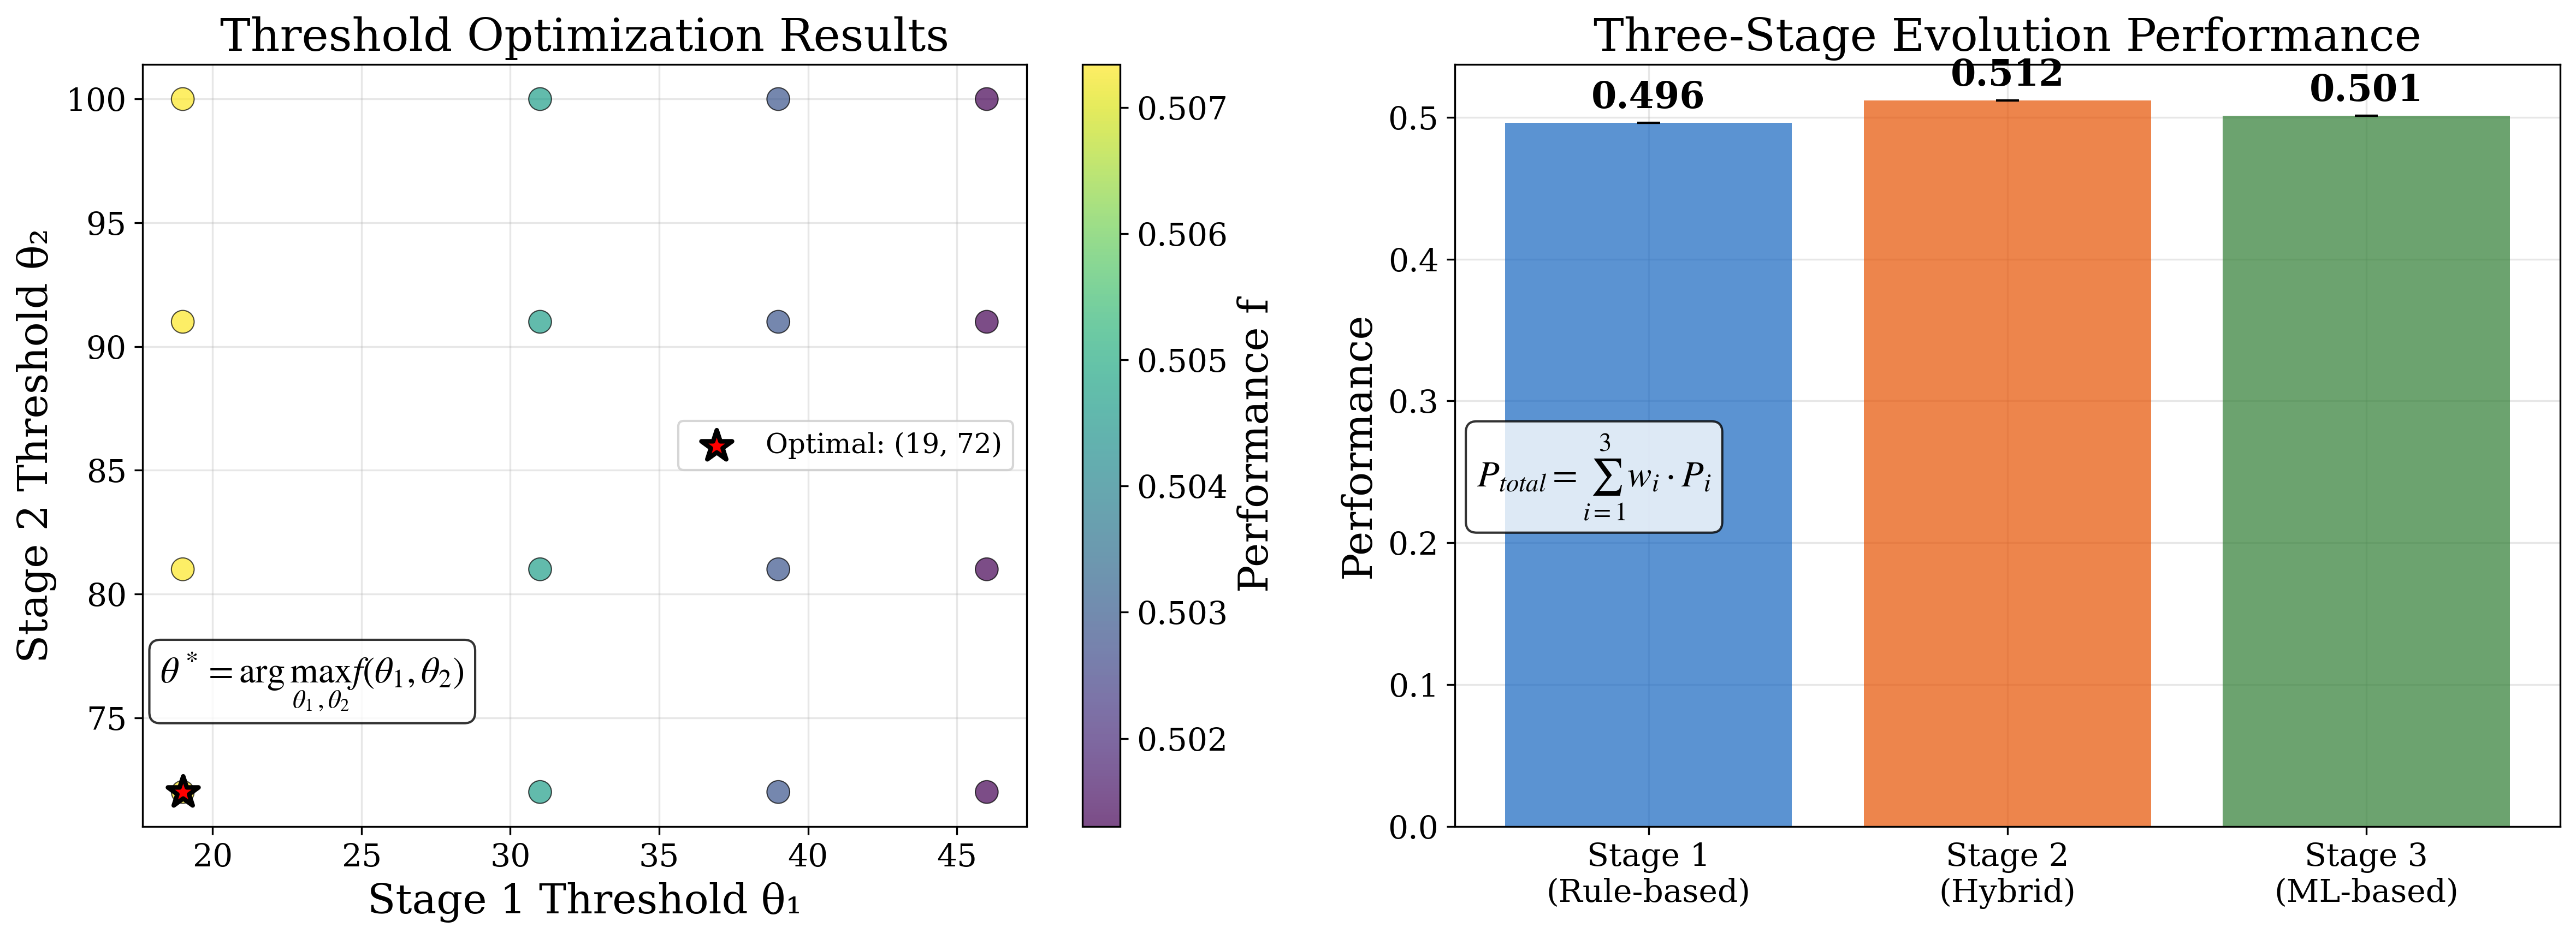 Threshold Optimization Results
Stage 2 Threshold θ₂
100
95
90
85
80
75
Optimal: (19, 72)
θ* = arg max f(θ₁, θ₂)
θ₁, θ₂
20 25 30 35 40 45
Stage 1 Threshold θ₁
0.507
0.506
0.505
0.504
0.503
0.502
Performance f
Three-Stage Evolution Performance
Performance
0.5
0.4
0.3
0.2
0.1
0.0
0.496 0.512 0.501
3
P_total = ∑ w_i · P_i
i=1
Stage 1 Stage 2 Stage 3
(Rule-based) (Hybrid) (ML-based)